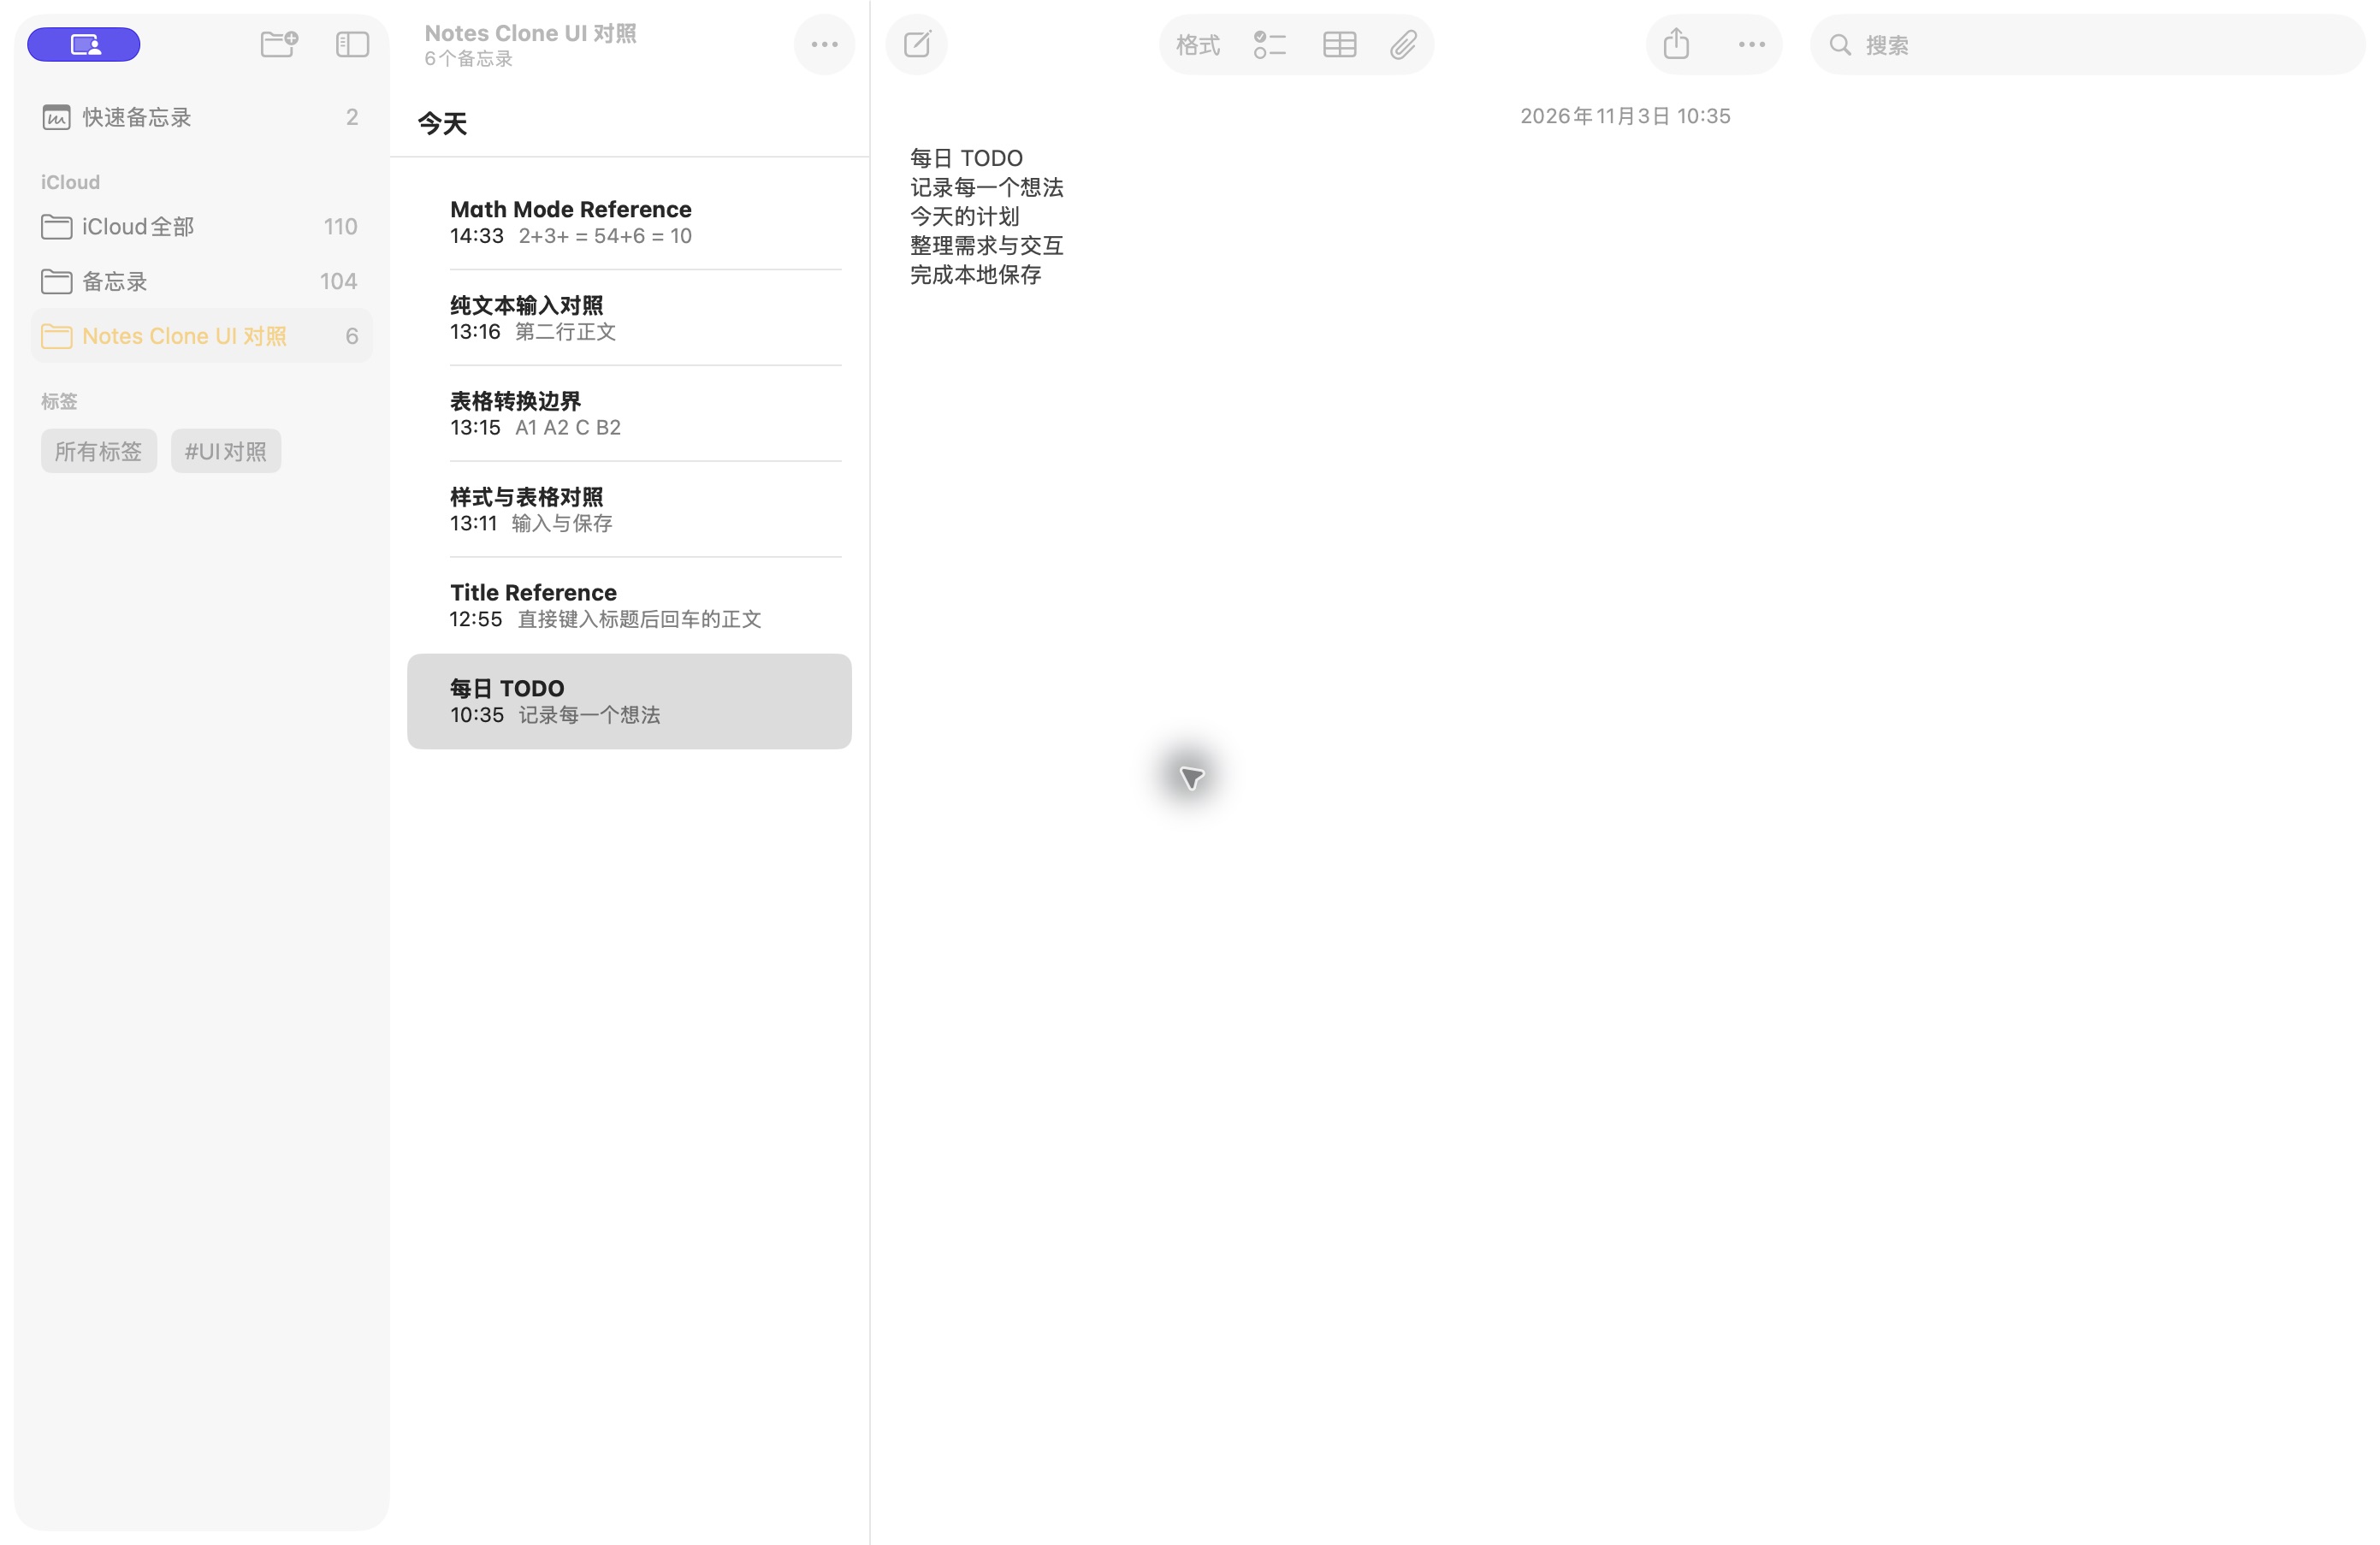 快速备忘录 2
iCloud
iCloud全部 110
备忘录 104
Notes Clone UI 对照 6
标签
所有标签 #UI对照
Notes Clone UI 对照
6个备忘录
今天
Math Mode Reference
14:33 2+3+ = 54+6 = 10
纯文本输入对照
13:16 第二行正文
表格转换边界
13:15 A1 A2 C B2
样式与表格对照
13:11 输入与保存
Title Reference
12:55 直接键入标题后回车的正文
每日 TODO
10:35 记录每一个想法
格式
搜索
2026年11月3日 10:35
每日 TODO
记录每一个想法
今天的计划
整理需求与交互
完成本地保存